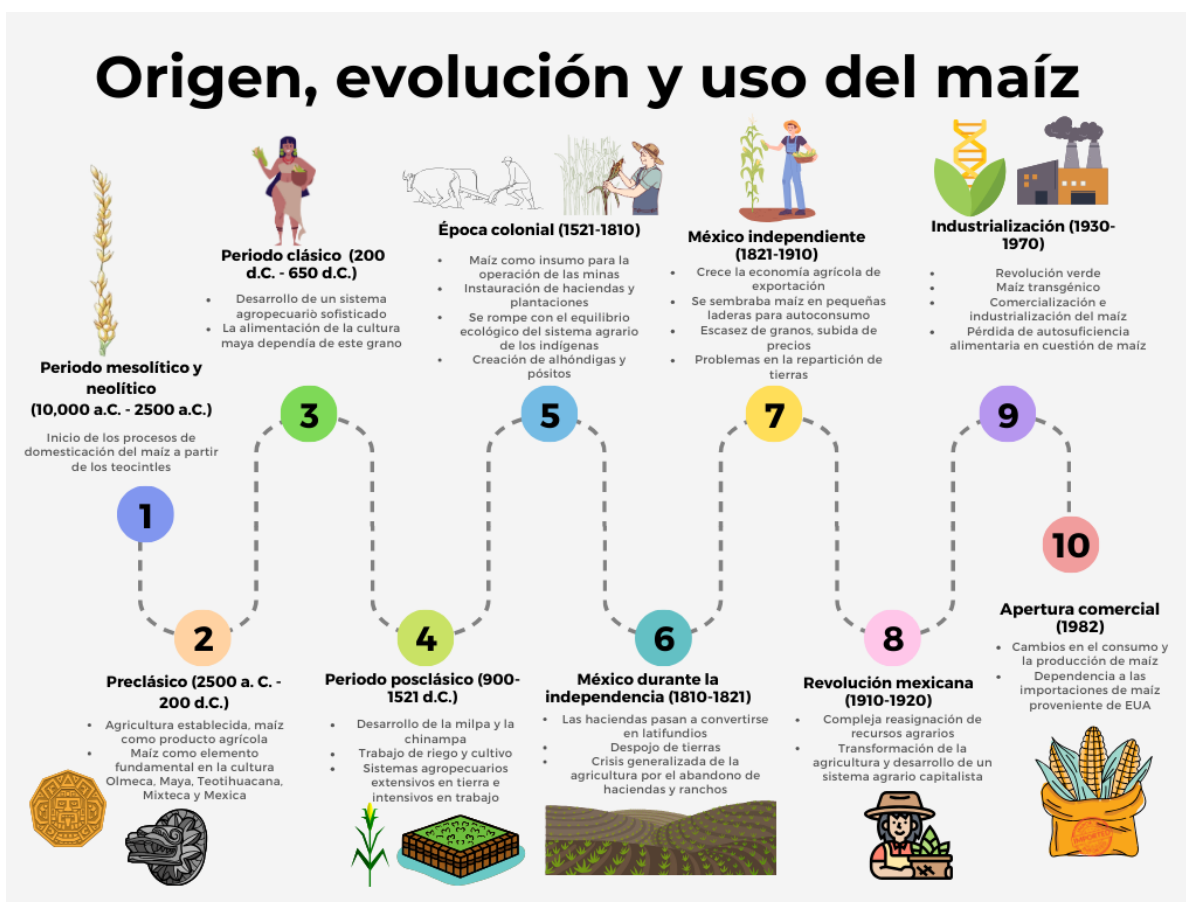 Origen, evolución y uso del maíz
1
Periodo mesolítico y
neolítico
(10,000 a.C. - 2500 a.C.)
Inicio de los procesos de
domesticación del maíz a partir
de los teocintles
2
Preclásico (2500 a. C. -
200 d.C.)
• Agricultura establecida, maíz
como producto agrícola
• Maíz como elemento
fundamental en la cultura
Olmeca, Maya, Teotihuacana,
Mixteca y Mexica
3
Periodo clásico (200
d.C. - 650 d.C.)
• Desarrollo de un sistema
agropecuariò sofisticado
• La alimentación de la cultura
maya dependía de este grano
4
Periodo posclásico (900-
1521 d.C.)
• Desarrollo de la milpa y la
chinampa
• Trabajo de riego y cultivo
• Sistemas agropecuarios
extensivos en tierra e
intensivos en trabajo
5
Época colonial (1521-1810)
• Maíz como insumo para la
operación de las minas
• Instauración de haciendas y
plantaciones
• Se rompe con el equilibrio
ecológico del sistema agrario
de los indígenas
• Creación de alhóndigas y
pósitos
6
México durante la
independencia (1810-1821)
• Las haciendas pasan a convertirse
en latifundios
• Despojo de tierras
• Crisis generalizada de la
agricultura por el abandono de
haciendas y ranchos
7
México independiente
(1821-1910)
• Crece la economía agrícola de
exportación
• Se sembraba maíz en pequeñas
laderas para autoconsumo
• Escasez de granos, subida de
precios
• Problemas en la repartición de
tierras
8
Revolución mexicana
(1910-1920)
• Compleja reasignación de
recursos agrarios
• Transformación de la
agricultura y desarrollo de un
sistema agrario capitalista
9
Industrialización (1930-
1970)
• Revolución verde
• Maíz transgénico
• Comercialización e
industrialización del maíz
• Pérdida de autosuficiencia
alimentaria en cuestión de maíz
10
Apertura comercial
(1982)
• Cambios en el consumo y
la producción de maíz
• Dependencia a las
importaciones de maíz
proveniente de EUA